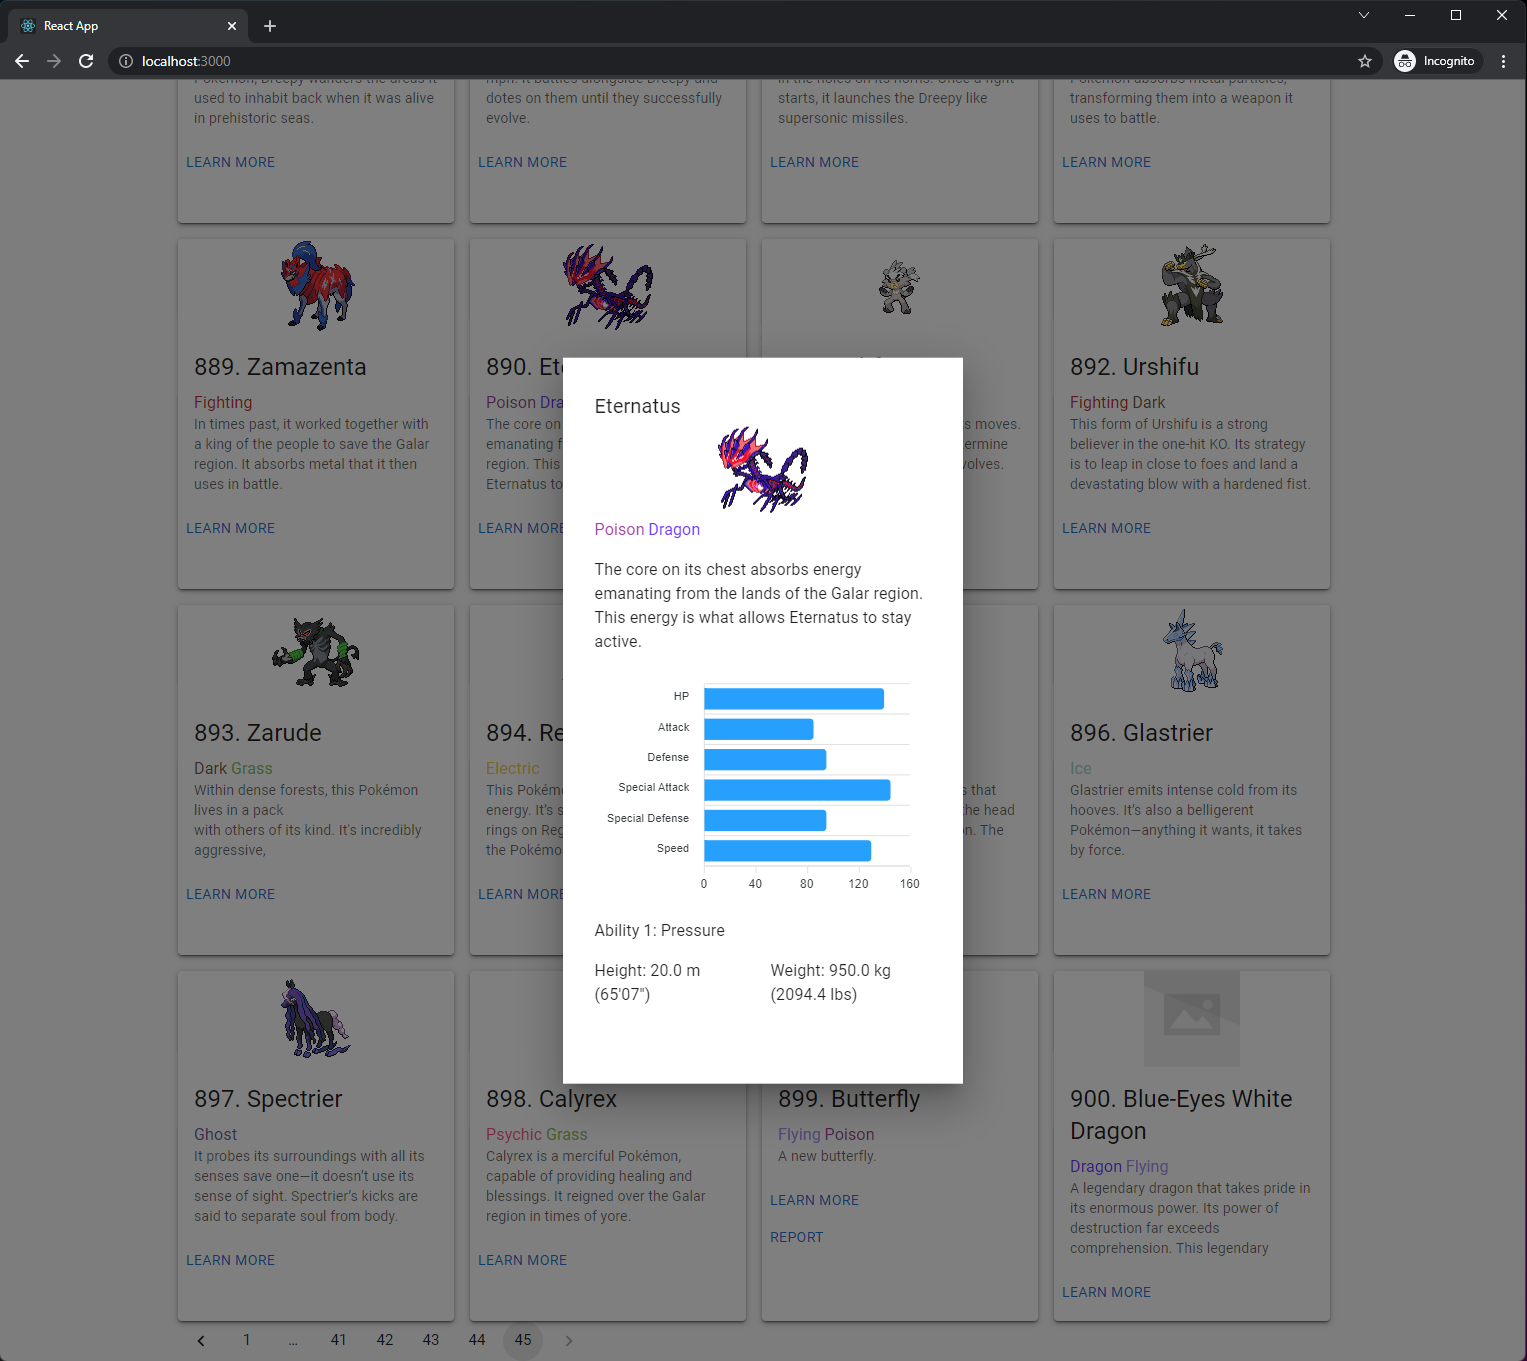 React App
localhost:3000
Incognito
used to inhabit back when it was alive
in prehistoric seas.
LEARN MORE
dotes on them until they successfully
evolve.
LEARN MORE
starts, it launches the Dreepy like
supersonic missiles.
LEARN MORE
transforming them into a weapon it
uses to battle.
LEARN MORE
889. Zamazenta
Fighting
In times past, it worked together with
a king of the people to save the Galar
region. It absorbs metal that it then
uses in battle.
LEARN MORE
890. Et
Poison Dra
The core on
emanating f
region. This
Eternatus to
LEARN MORE
s moves.
ermine
volves.
892. Urshifu
Fighting Dark
This form of Urshifu is a strong
believer in the one-hit KO. Its strategy
is to leap in close to foes and land a
devastating blow with a hardened fist.
LEARN MORE
Eternatus
Poison Dragon
The core on its chest absorbs energy
emanating from the lands of the Galar region.
This energy is what allows Eternatus to stay
active.
HP
Attack
Defense
Special Attack
Special Defense
Speed
0 40 80 120 160
Ability 1: Pressure
Height: 20.0 m
(65'07")
Weight: 950.0 kg
(2094.4 lbs)
893. Zarude
Dark Grass
Within dense forests, this Pokémon
lives in a pack
with others of its kind. It's incredibly
aggressive,
LEARN MORE
894. Re
Electric
This Pokém
energy. It's s
rings on Reg
the Pokémo
LEARN MORE
s that
the head
on. The
896. Glastrier
Ice
Glastrier emits intense cold from its
hooves. It's also a belligerent
Pokémon—anything it wants, it takes
by force.
LEARN MORE
897. Spectrier
Ghost
It probes its surroundings with all its
senses save one—it doesn't use its
sense of sight. Spectrier's kicks are
said to separate soul from body.
LEARN MORE
898. Calyrex
Psychic Grass
Calyrex is a merciful Pokémon,
capable of providing healing and
blessings. It reigned over the Galar
region in times of yore.
LEARN MORE
899. Butterfly
Flying Poison
A new butterfly.
LEARN MORE
REPORT
900. Blue-Eyes White
Dragon
Dragon Flying
A legendary dragon that takes pride in
its enormous power. Its power of
destruction far exceeds
comprehension. This legendary
LEARN MORE
1 … 41 42 43 44 45